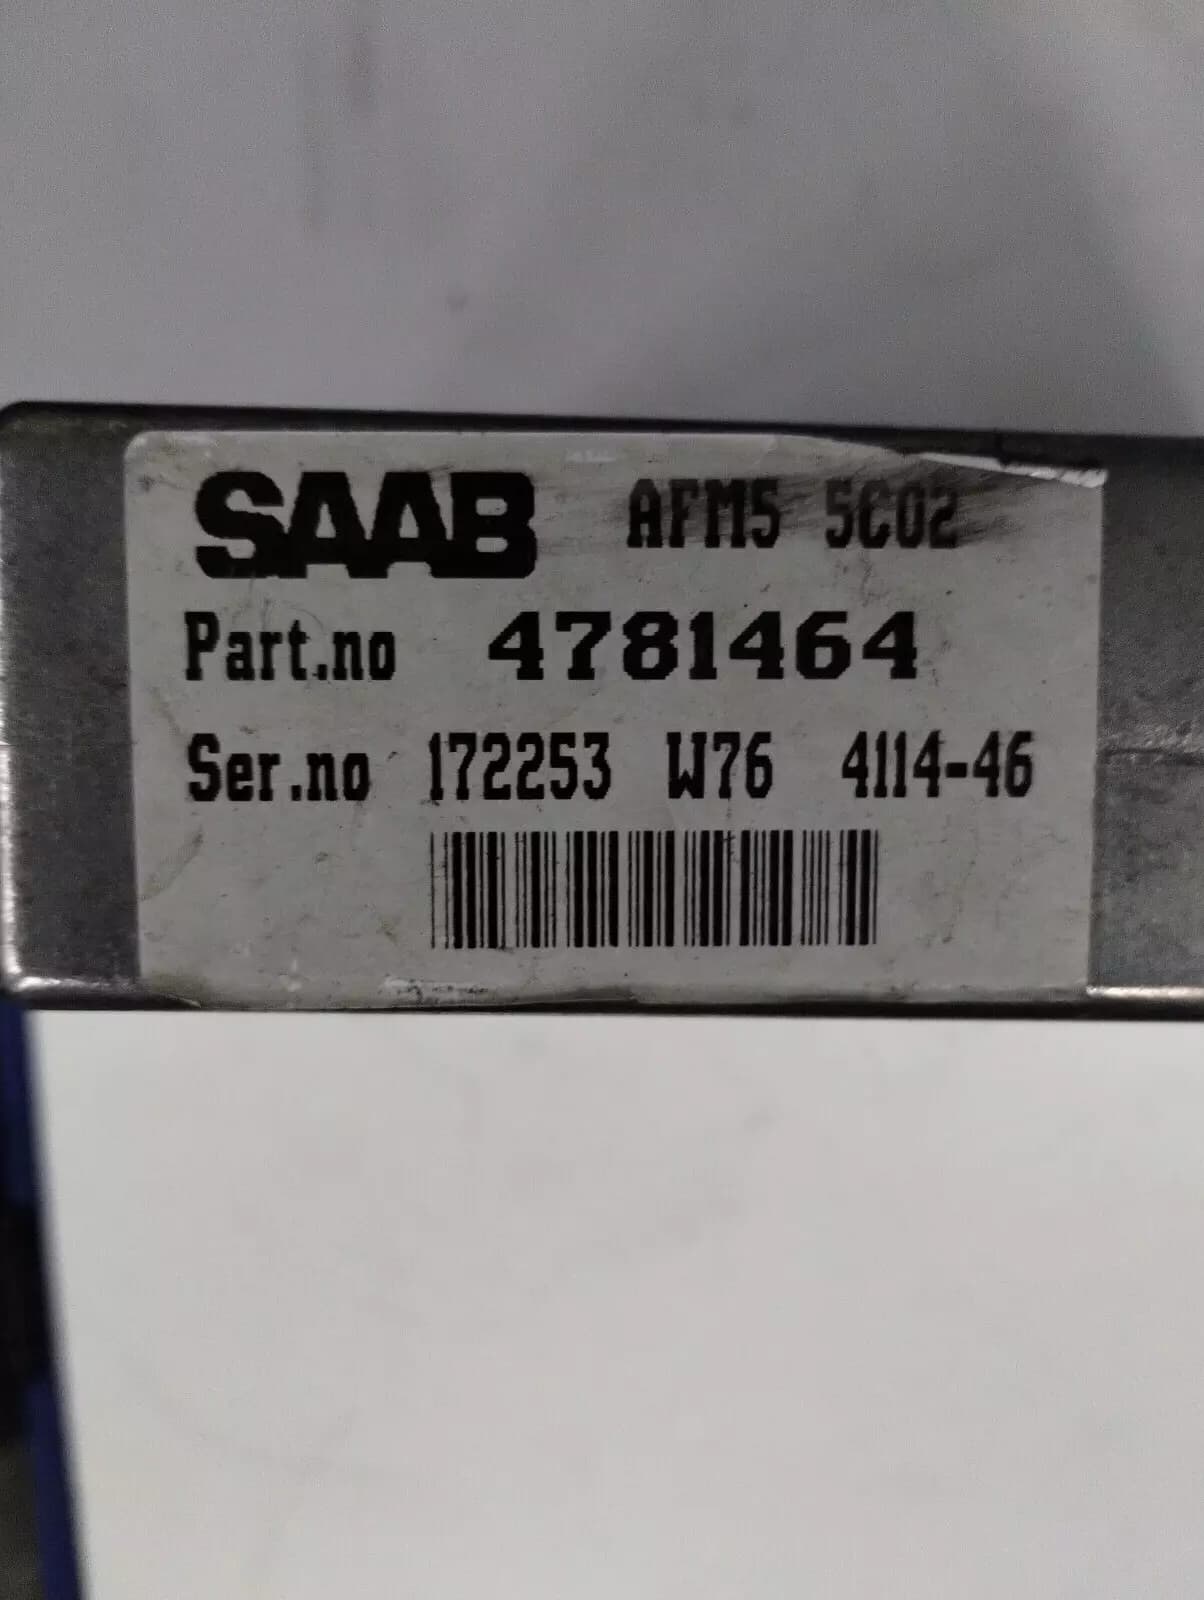 SAAB AFM5 5C02
Part.no 4781464
Ser.no 172253 W76 4114-46